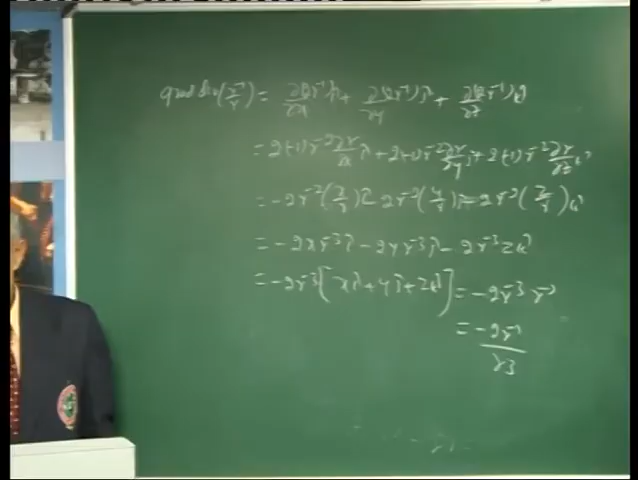 grad div(r⃗/r) = ∂(2r⁻¹)/∂x î + ∂(2r⁻¹)/∂y ĵ + ∂(2r⁻¹)/∂z k̂
= 2(-1)r⁻² ∂r/∂x î + 2(-1)r⁻² ∂r/∂y ĵ + 2(-1)r⁻² ∂r/∂z k̂
= -2r⁻²(x/r)î - 2r⁻²(y/r)ĵ - 2r⁻²(z/r)k̂
= -2xr⁻³î - 2yr⁻³ĵ - 2r⁻³zk̂
= -2r⁻³[xî + yĵ + zk̂] = -2r⁻³ r⃗
= -2r⃗/r³